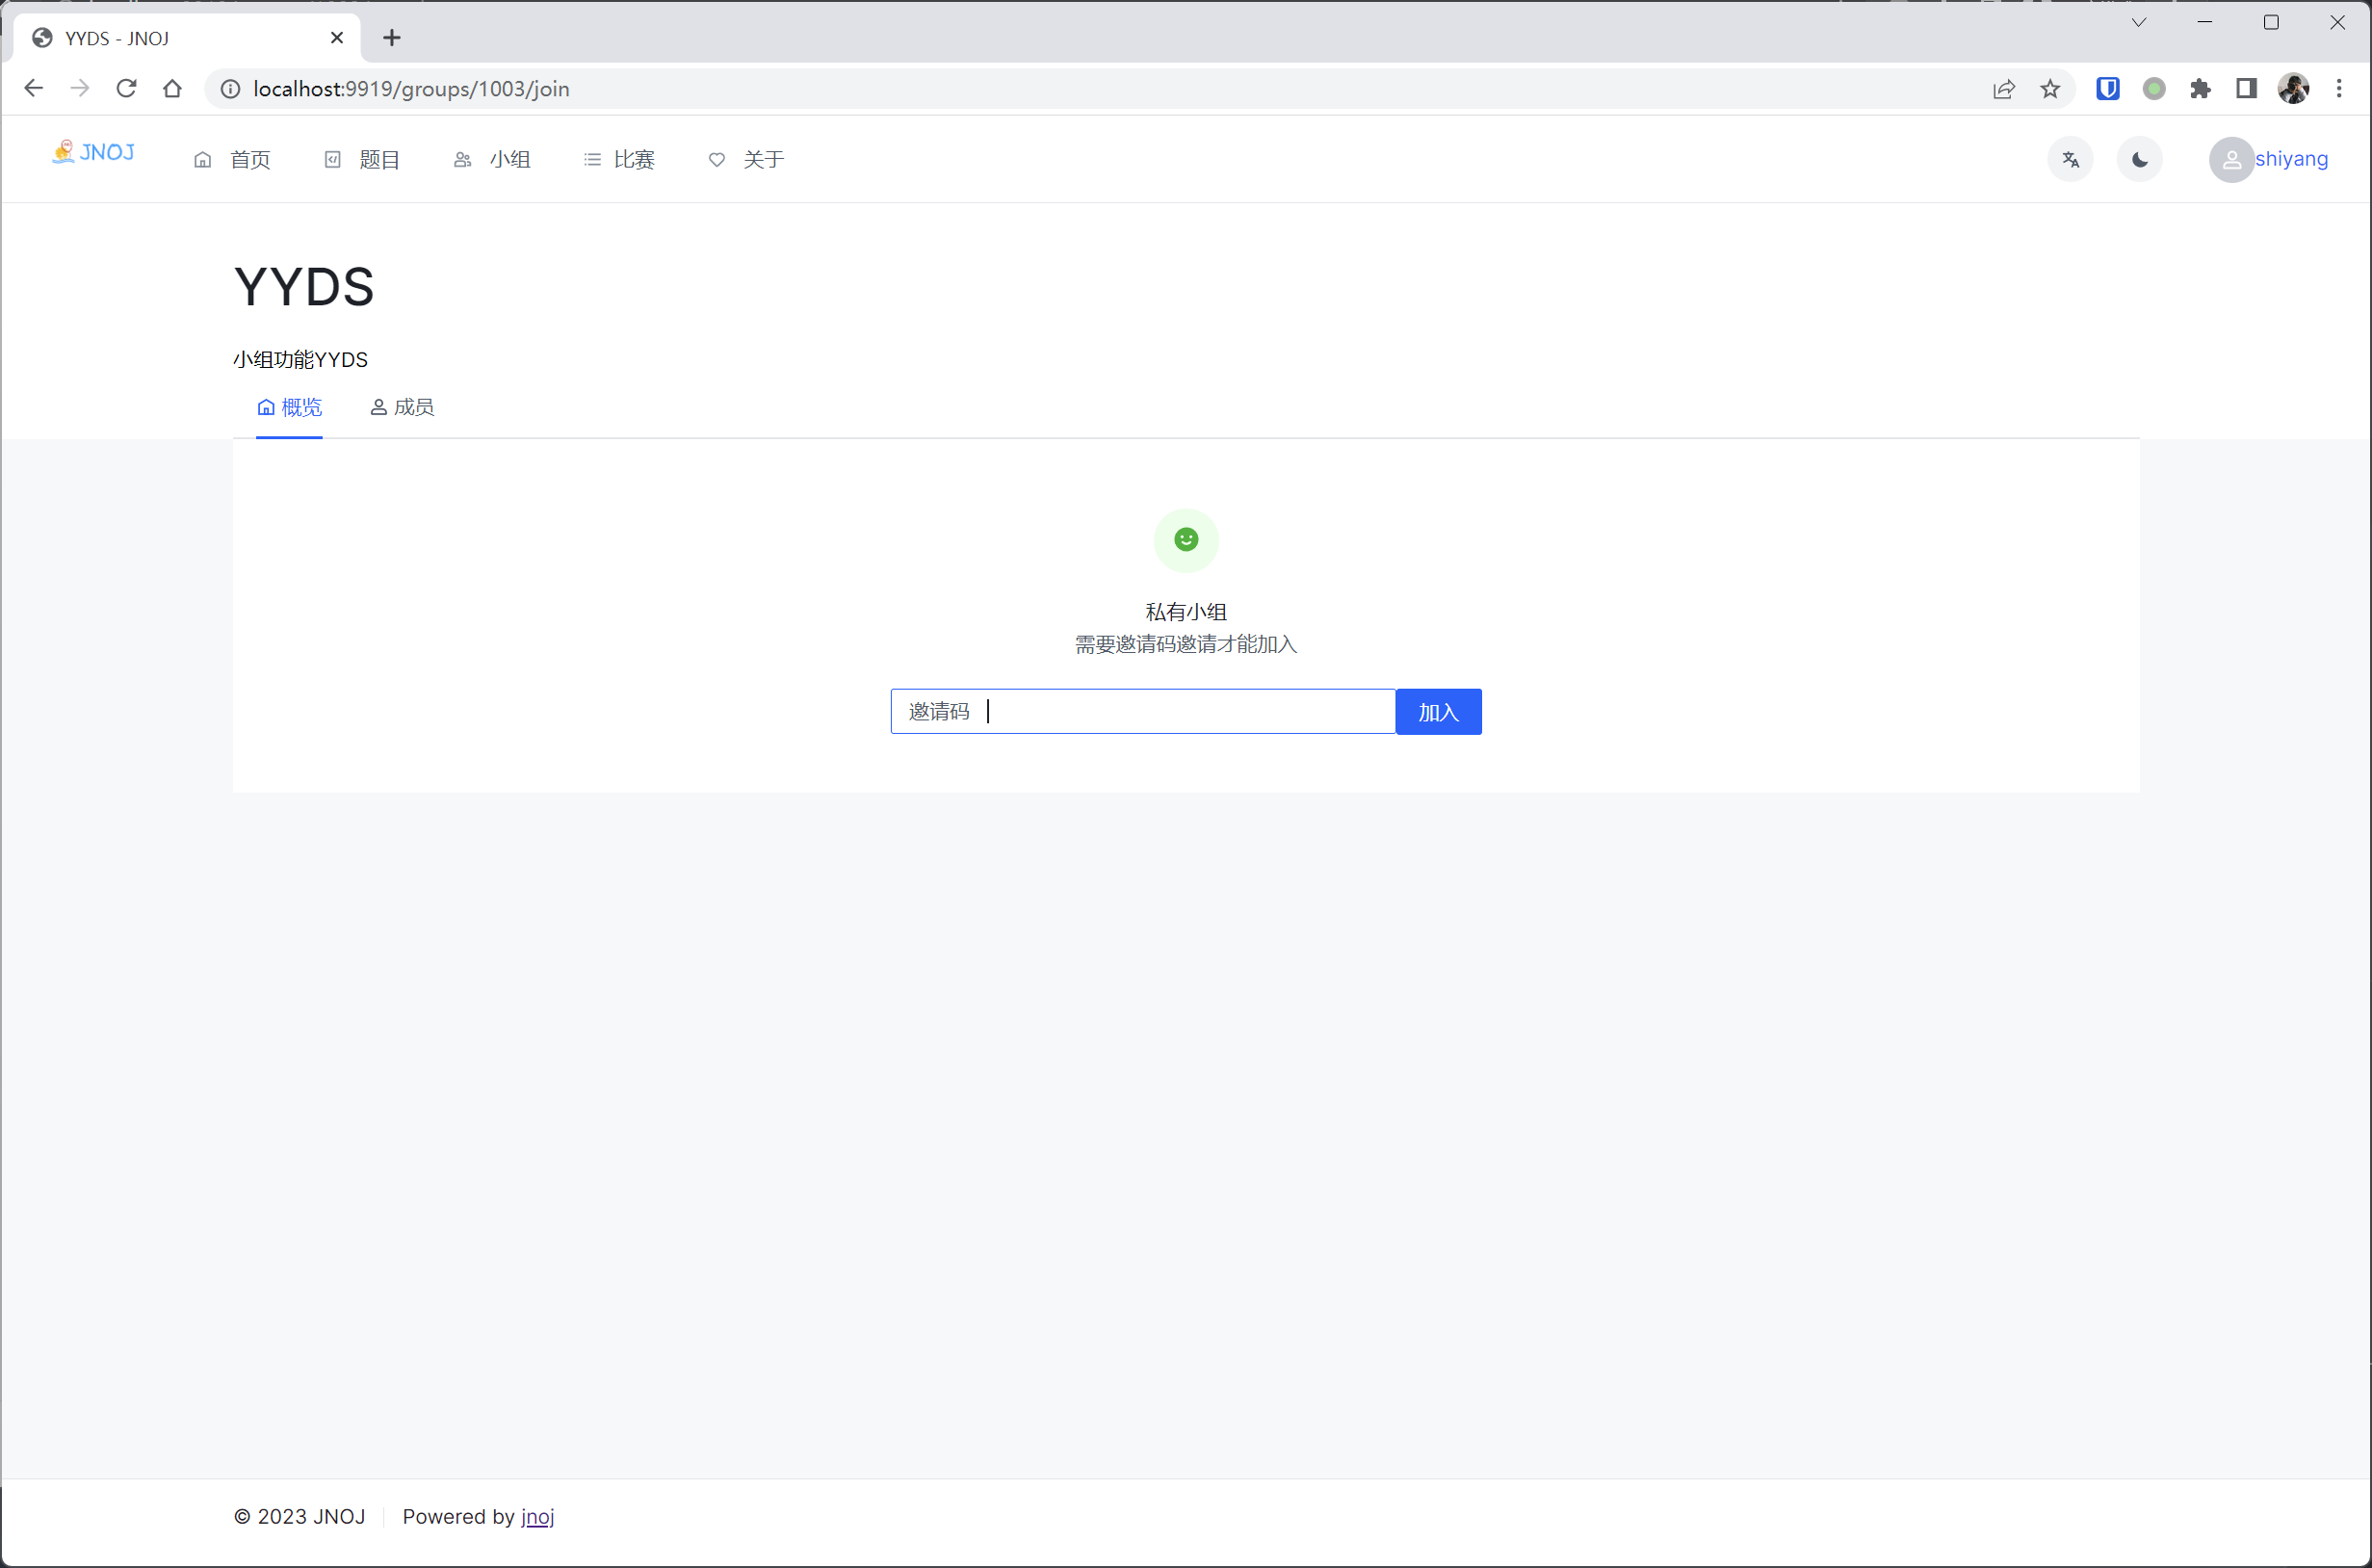 YYDS - JNOJ
localhost:9919/groups/1003/join
JNOJ 首页 题目 小组 比赛 关于 shiyang
YYDS
小组功能YYDS
概览 成员
私有小组
需要邀请码邀请才能加入
邀请码 加入
© 2023 JNOJ Powered by jnoj